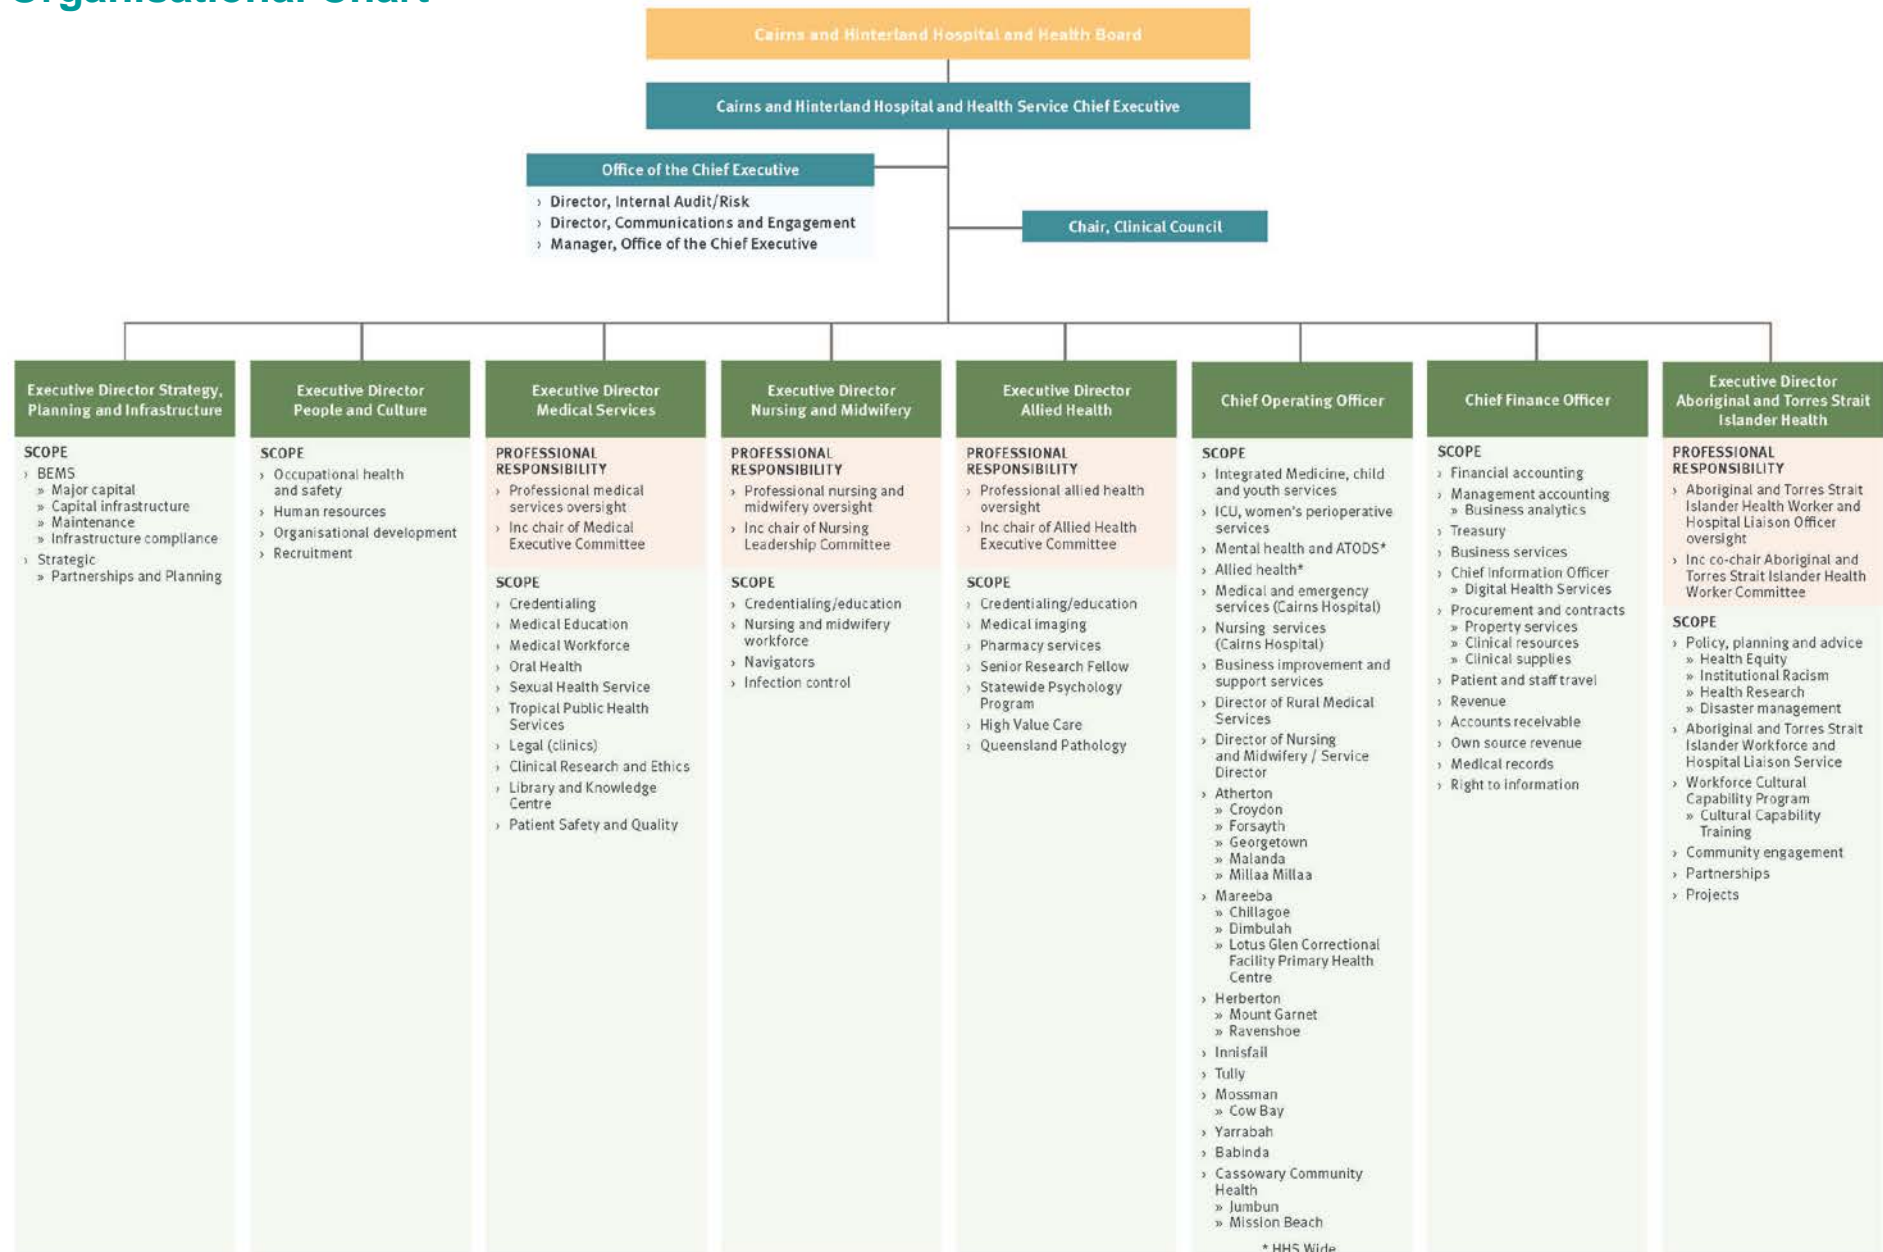 Organisational Chart
Cairns and Hinterland Hospital and Health Board
Cairns and Hinterland Hospital and Health Service Chief Executive
Office of the Chief Executive
› Director, Internal Audit/Risk
› Director, Communications and Engagement
› Manager, Office of the Chief Executive
Chair, Clinical Council
Executive Director Strategy,
Planning and Infrastructure
SCOPE
› BEMS
» Major capital
» Capital infrastructure
» Maintenance
» Infrastructure compliance
› Strategic
» Partnerships and Planning
Executive Director
People and Culture
SCOPE
› Occupational health
and safety
› Human resources
› Organisational development
› Recruitment
Executive Director
Medical Services
PROFESSIONAL
RESPONSIBILITY
› Professional medical
services oversight
› Inc chair of Medical
Executive Committee
SCOPE
› Credentialing
› Medical Education
› Medical Workforce
› Oral Health
› Sexual Health Service
› Tropical Public Health
Services
› Legal (clinics)
› Clinical Research and Ethics
› Library and Knowledge
Centre
› Patient Safety and Quality
Executive Director
Nursing and Midwifery
PROFESSIONAL
RESPONSIBILITY
› Professional nursing and
midwifery oversight
› Inc chair of Nursing
Leadership Committee
SCOPE
› Credentialing/education
› Nursing and midwifery
workforce
› Navigators
› Infection control
Executive Director
Allied Health
PROFESSIONAL
RESPONSIBILITY
› Professional allied health
oversight
› Inc chair of Allied Health
Executive Committee
SCOPE
› Credentialing/education
› Medical imaging
› Pharmacy services
› Senior Research Fellow
› Statewide Psychology
Program
› High Value Care
› Queensland Pathology
Chief Operating Officer
SCOPE
› Integrated Medicine, child
and youth services
› ICU, women's perioperative
services
› Mental health and ATODS*
› Allied health*
› Medical and emergency
services (Cairns Hospital)
› Nursing services
(Cairns Hospital)
› Business improvement and
support services
› Director of Rural Medical
Services
› Director of Nursing
and Midwifery / Service
Director
› Atherton
» Croydon
» Forsayth
» Georgetown
» Malanda
» Millaa Millaa
› Mareeba
» Chillagoe
» Dimbulah
» Lotus Glen Correctional
Facility Primary Health
Centre
› Herberton
» Mount Garnet
» Ravenshoe
› Innisfail
› Tully
› Mossman
» Cow Bay
› Yarrabah
› Babinda
› Cassowary Community
Health
» Jumbun
» Mission Beach
* HHS Wide
Chief Finance Officer
SCOPE
› Financial accounting
› Management accounting
» Business analytics
› Treasury
› Business services
› Chief Information Officer
» Digital Health Services
› Procurement and contracts
» Property services
» Clinical resources
» Clinical supplies
› Patient and staff travel
› Revenue
› Accounts receivable
› Own source revenue
› Medical records
› Right to information
Executive Director
Aboriginal and Torres Strait
Islander Health
PROFESSIONAL
RESPONSIBILITY
› Aboriginal and Torres Strait
Islander Health Worker and
Hospital Liaison Officer
oversight
› Inc co-chair Aboriginal and
Torres Strait Islander Health
Worker Committee
SCOPE
› Policy, planning and advice
» Health Equity
» Institutional Racism
» Health Research
» Disaster management
› Aboriginal and Torres Strait
Islander Workforce and
Hospital Liaison Service
› Workforce Cultural
Capability Program
» Cultural Capability
Training
› Community engagement
› Partnerships
› Projects